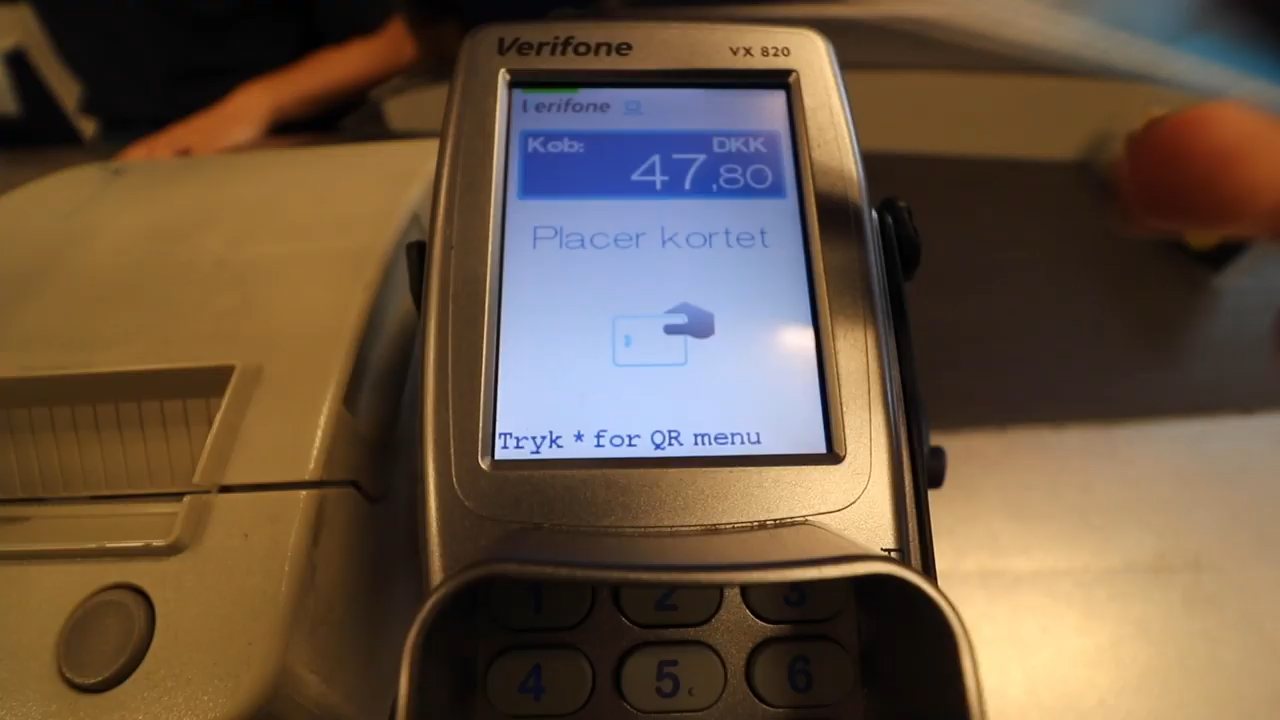 Verifone
VX 820
Verifone
Køb: DKK
47,80
Placer kortet
Tryk * for QR menu
1 2 3
4 5 6